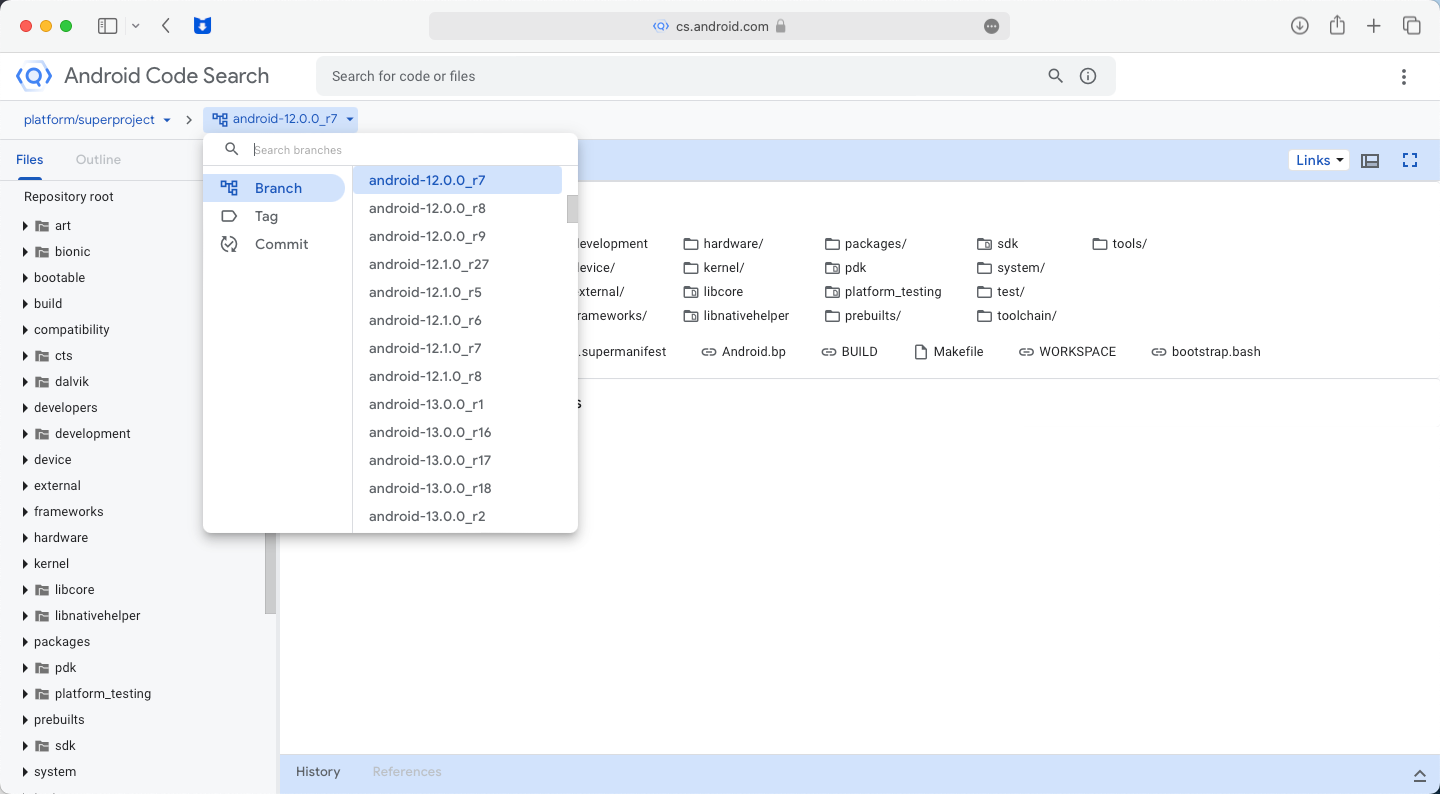 cs.android.com
Android Code Search
Search for code or files
platform/superproject
android-12.0.0_r7
Files
Outline
Links
Search branches
Branch
Tag
Commit
android-12.0.0_r7
android-12.0.0_r8
android-12.0.0_r9
android-12.1.0_r27
android-12.1.0_r5
android-12.1.0_r6
android-12.1.0_r7
android-12.1.0_r8
android-13.0.0_r1
android-13.0.0_r16
android-13.0.0_r17
android-13.0.0_r18
android-13.0.0_r2
Repository root
art
bionic
bootable
build
compatibility
cts
dalvik
developers
development
device
external
frameworks
hardware
kernel
libcore
libnativehelper
packages
pdk
platform_testing
prebuilts
sdk
system
evelopment hardware/ packages/ sdk tools/
evice/ kernel/ pdk system/
xternal/ libcore platform_testing test/
rameworks/ libnativehelper prebuilts/ toolchain/
.supermanifest Android.bp BUILD Makefile WORKSPACE bootstrap.bash
s
History
References